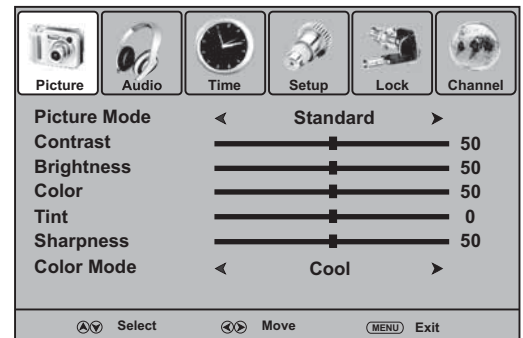 Picture Audio Time Setup Lock Channel
Picture Mode Standard
Contrast 50
Brightness 50
Color 50
Tint 0
Sharpness 50
Color Mode Cool
Select Move MENU Exit